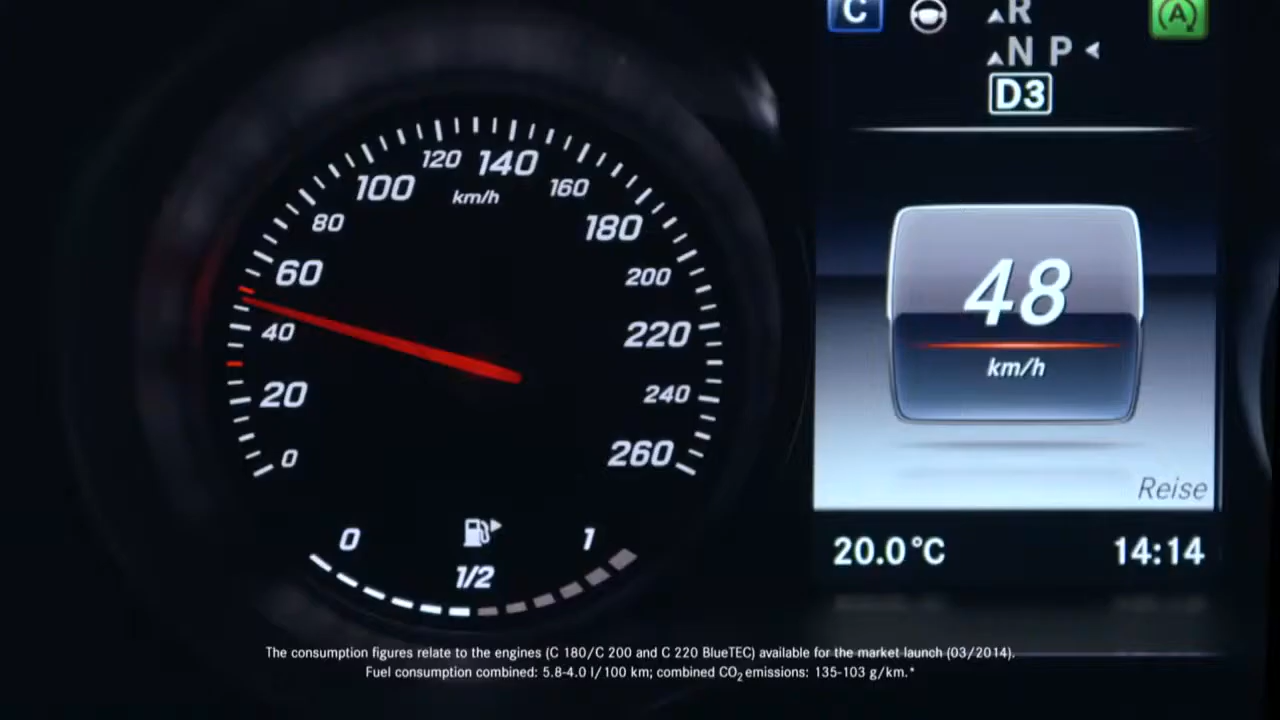 C
R
N P
D3
A
0
20
40
60
80
100
120
140
160
180
200
220
240
260
km/h
0
1/2
1
48
km/h
Reise
20.0°C
14:14
The consumption figures relate to the engines (C 180/C 200 and C 220 BlueTEC) available for the market launch (03/2014).
Fuel consumption combined: 5.8-4.0 l/100 km; combined CO₂ emissions: 135-103 g/km.*